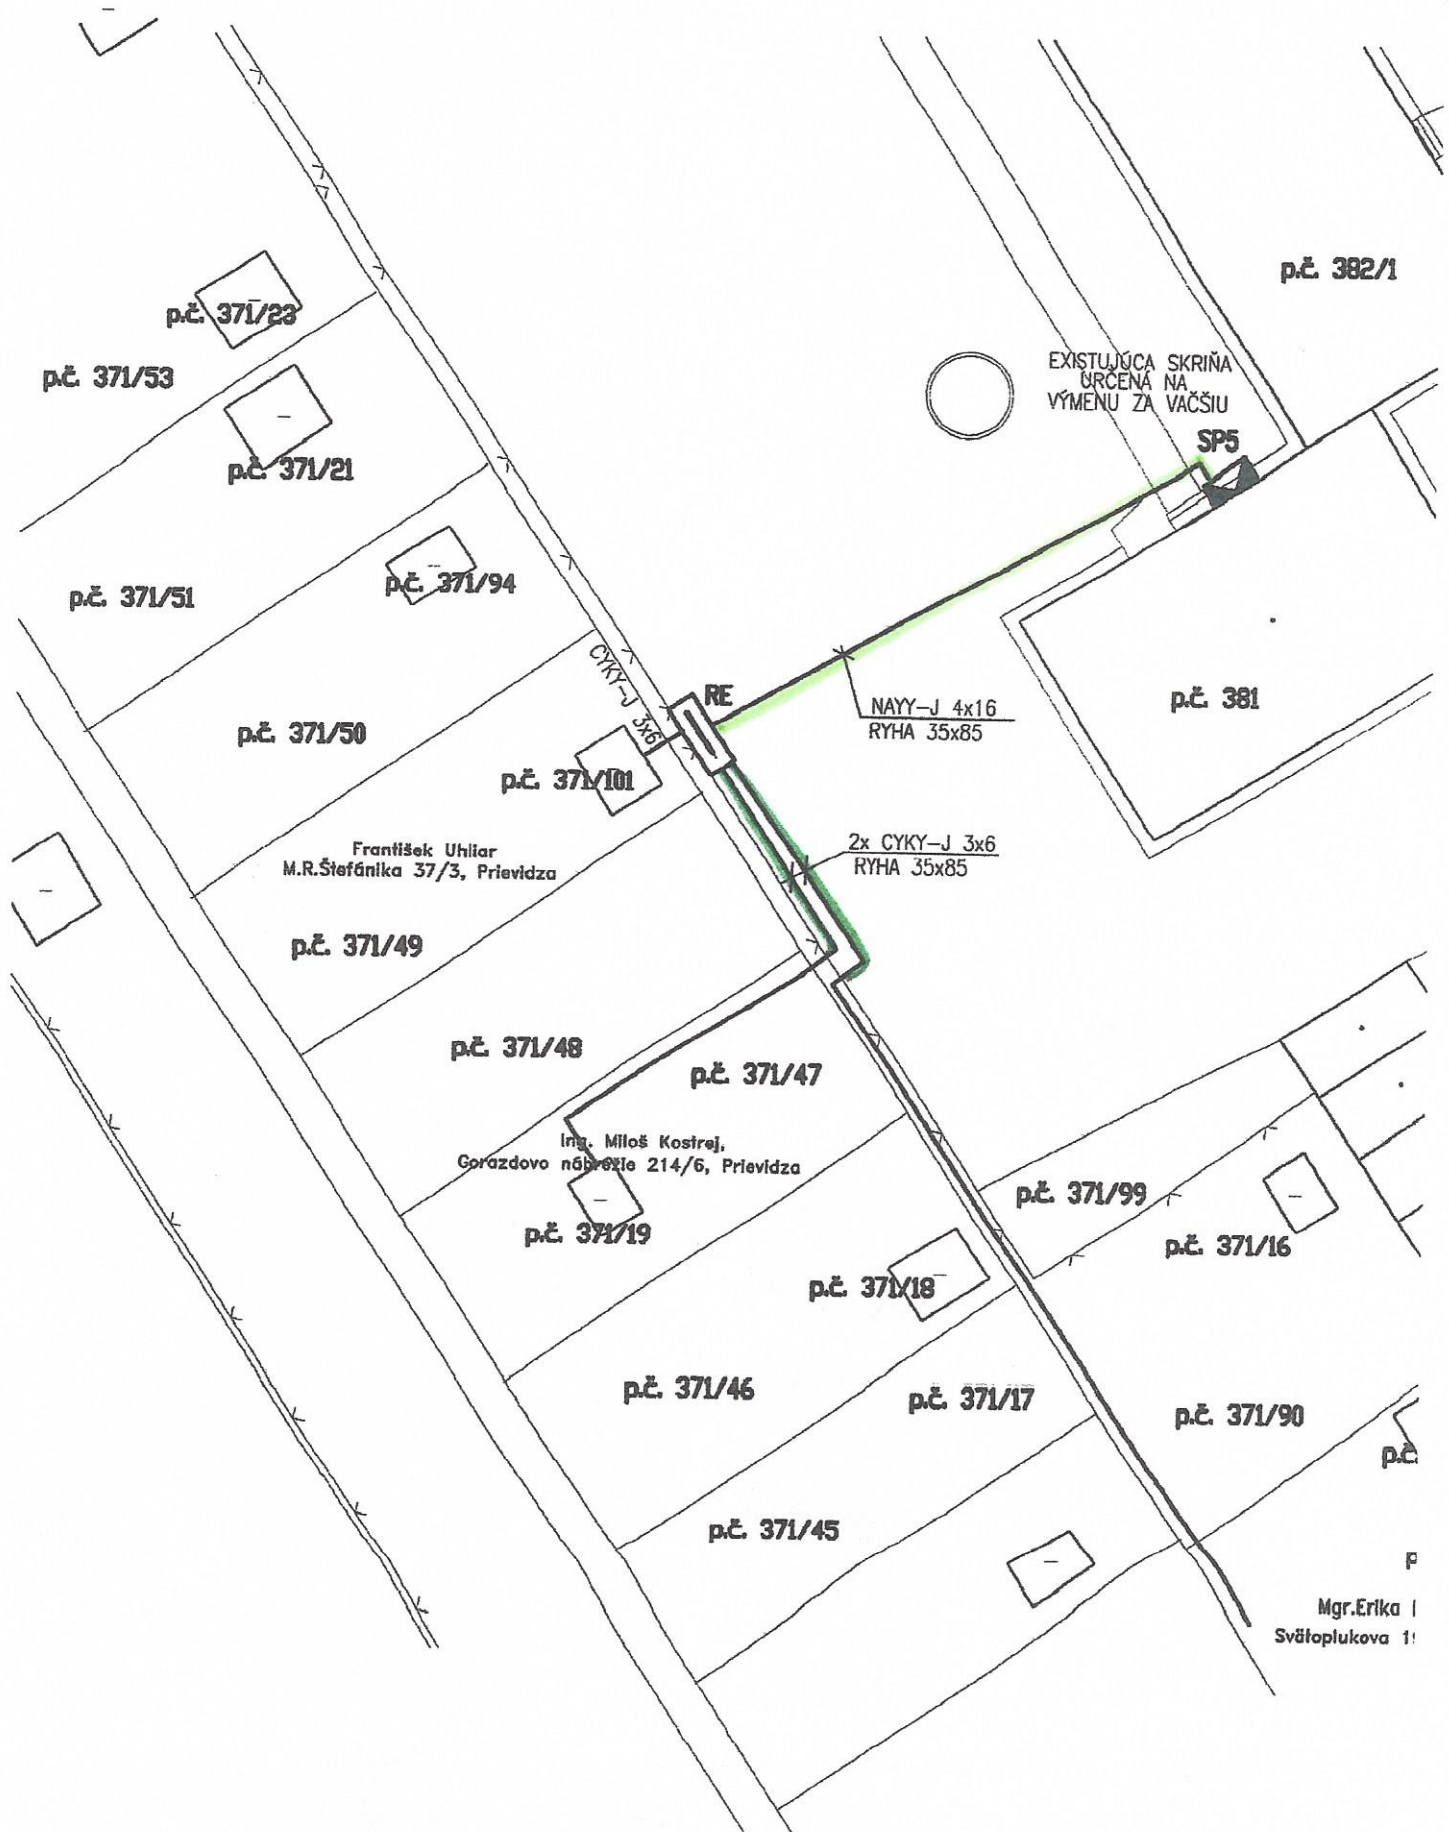 p.č. 382/1
p.č. 371/23
EXISTUJÚCA SKRIŇA
URČENÁ NA
VÝMENU ZA VAČŠIU
p.č. 371/53
SP5
p.č. 371/21
p.č. 371/94
p.č. 371/51
CYKY-J 3x6
RE
p.č. 381
NAYY-J 4x16
RYHA 35x85
p.č. 371/50
p.č. 371/101
2x CYKY-J 3x6
RYHA 35x85
František Uhliar
M.R.Štefánika 37/3, Prievidza
p.č. 371/49
p.č. 371/48
p.č. 371/47
Ing. Miloš Kostrej,
Gorazdovo nábrežie 214/6, Prievidza
p.č. 371/99
p.č. 371/19
p.č. 371/16
p.č. 371/18
p.č. 371/46
p.č. 371/17
p.č. 371/90
p.č.
p.č. 371/45
p
Mgr.Erika
Svätoplukova